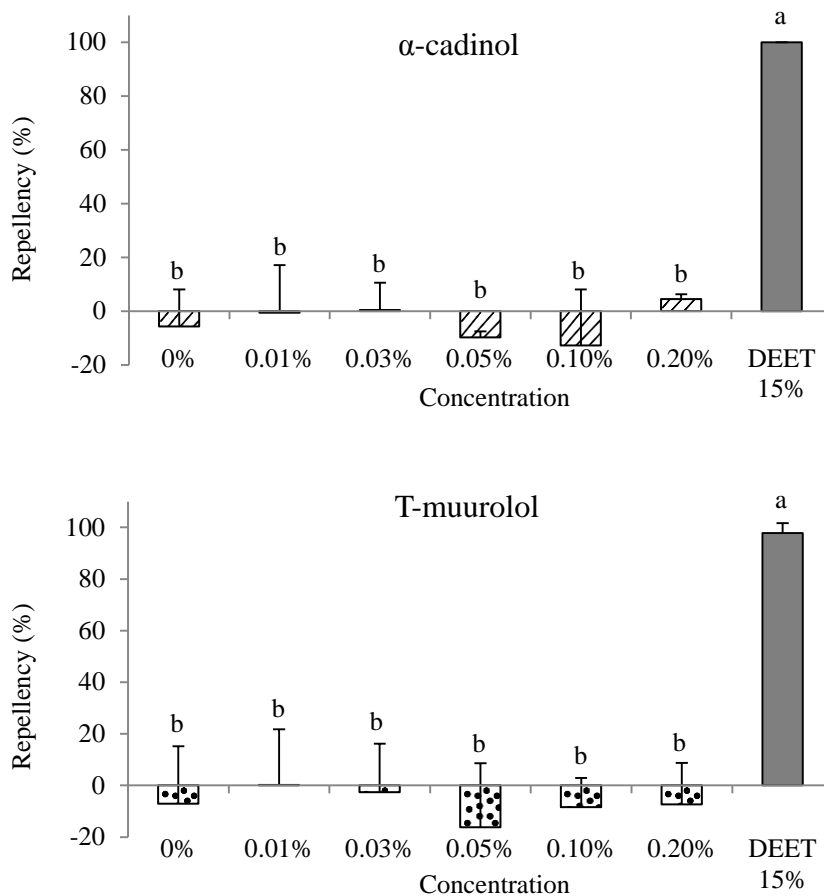 α-cadinol
a
100
80
60
40
20
0
-20
Repellency (%)
b b b b b b
0% 0.01% 0.03% 0.05% 0.10% 0.20% DEET
15%
Concentration
T-muurolol
a
100
80
60
40
20
0
-20
Repellency (%)
b b b b b b
0% 0.01% 0.03% 0.05% 0.10% 0.20% DEET
15%
Concentration